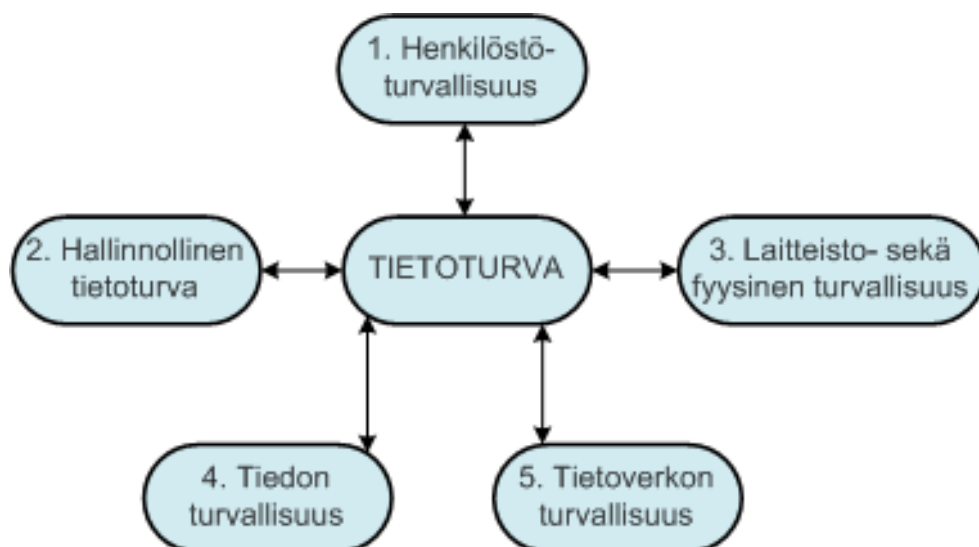 1. Henkilöstö-
turvallisuus
2. Hallinnollinen
tietoturva
TIETOTURVA
3. Laitteisto- sekä
fyysinen turvallisuus
4. Tiedon
turvallisuus
5. Tietoverkon
turvallisuus